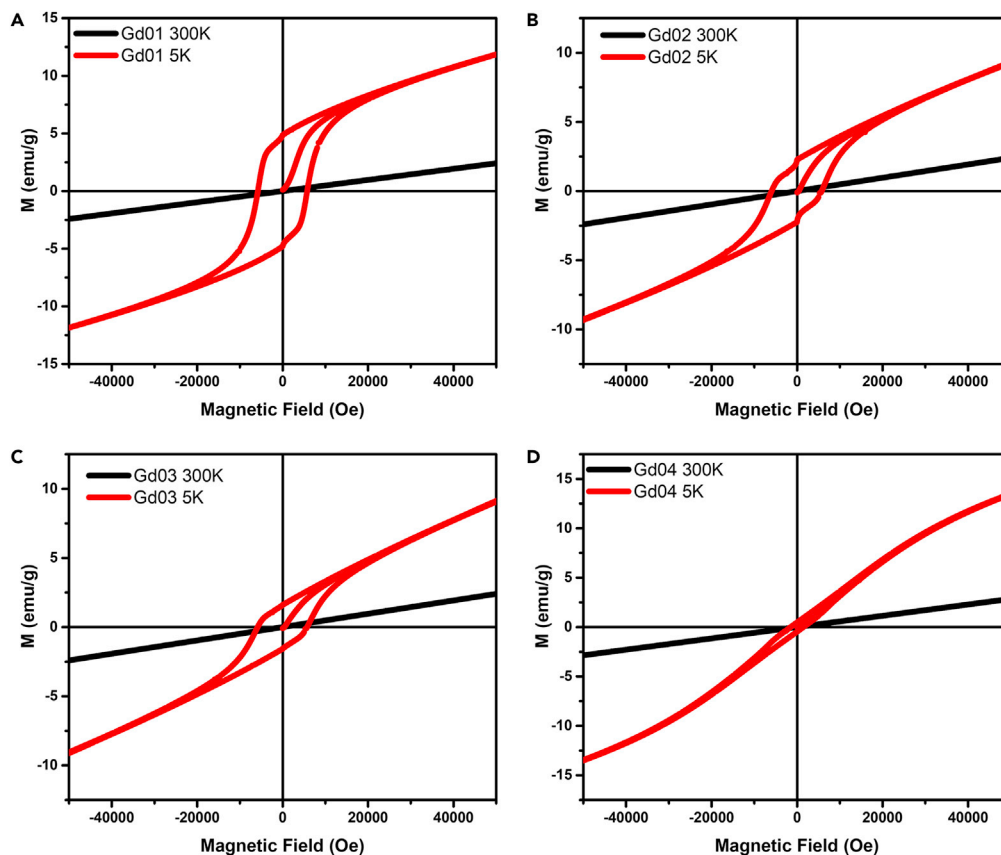 A
Gd01 300K
Gd01 5K
M (emu/g)
15
10
5
0
-5
-10
-15
-40000 -20000 0 20000 40000
Magnetic Field (Oe)
B
Gd02 300K
Gd02 5K
M (emu/g)
10
5
0
-5
-10
-40000 -20000 0 20000 40000
Magnetic Field (Oe)
C
Gd03 300K
Gd03 5K
M (emu/g)
10
5
0
-5
-10
-40000 -20000 0 20000 40000
Magnetic Field (Oe)
D
Gd04 300K
Gd04 5K
M (emu/g)
15
10
5
0
-5
-10
-15
-40000 -20000 0 20000 40000
Magnetic Field (Oe)